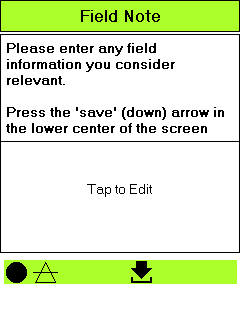 Field Note
Please enter any field
information you consider
relevant.
Press the 'save' (down) arrow in
the lower center of the screen
Tap to Edit